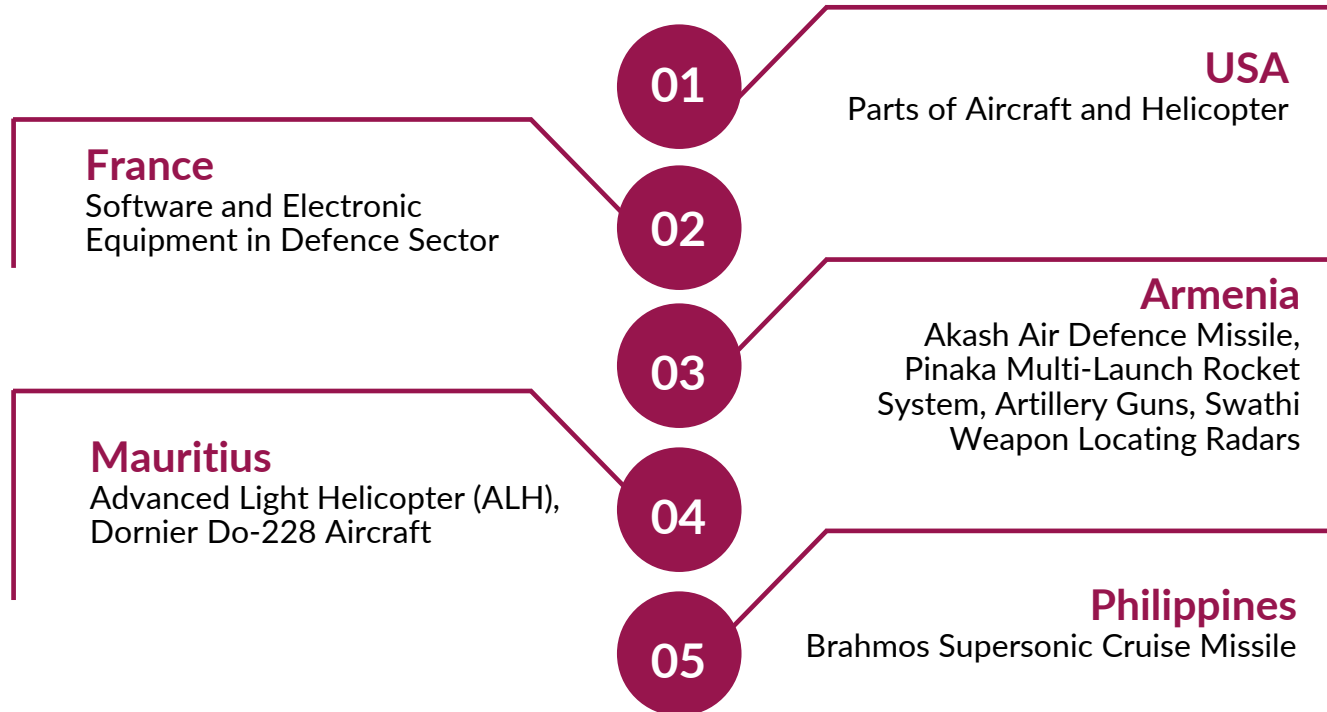 01
USA
Parts of Aircraft and Helicopter
France
Software and Electronic
Equipment in Defence Sector
02
Armenia
Akash Air Defence Missile,
Pinaka Multi-Launch Rocket
System, Artillery Guns, Swathi
Weapon Locating Radars
03
Mauritius
Advanced Light Helicopter (ALH),
Dornier Do-228 Aircraft
04
Philippines
Brahmos Supersonic Cruise Missile
05